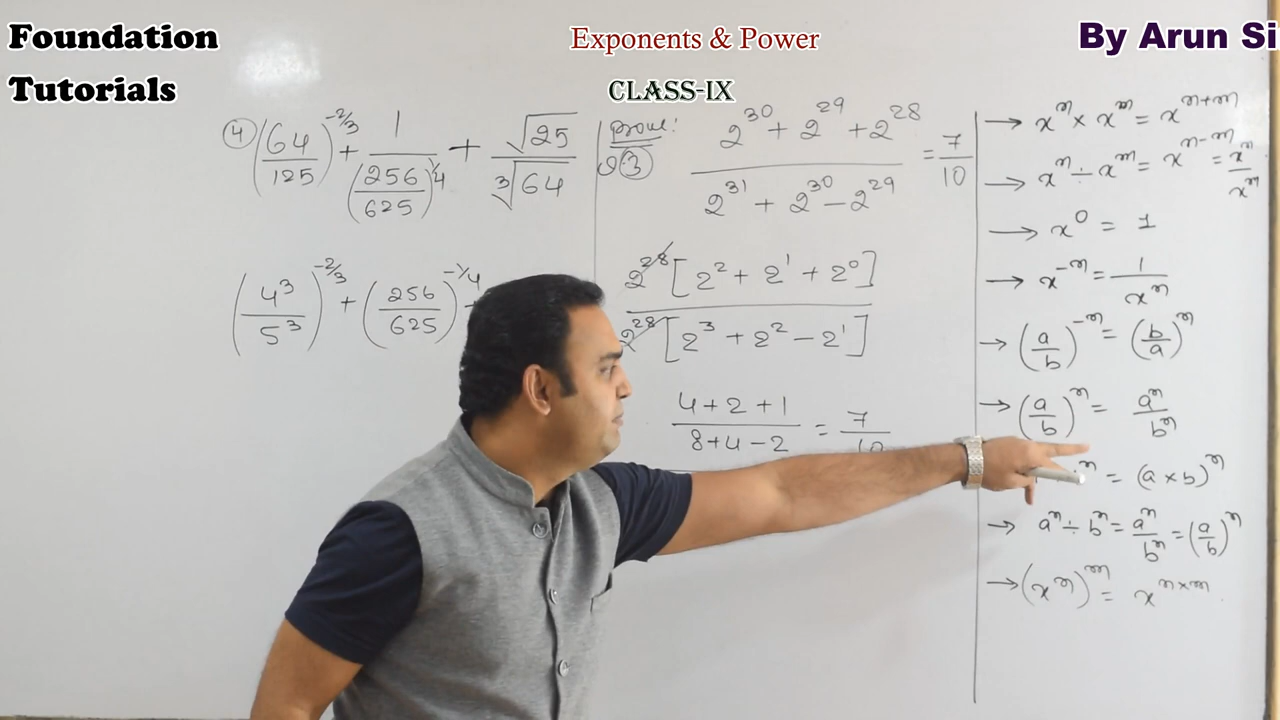 Foundation
Tutorials
Exponents & Power
CLASS-IX
By Arun Si
④ (64/125)^(-2/3) + 1/(256/625)^(1/4) + √25/∛64
(4³/5³)^(-2/3) + (256/625)^(-1/4)
Prove:
③ (2^30 + 2^29 + 2^28)/(2^31 + 2^30 - 2^29) = 7/10
2^28 [2² + 2¹ + 2⁰] / 2^28 [2³ + 2² - 2¹]
(4+2+1)/(8+4-2) = 7/10
→ x^n × x^m = x^(n+m)
→ x^n ÷ x^m = x^(n-m) = x^n/x^m
→ x⁰ = 1
→ x^(-n) = 1/x^n
→ (a/b)^(-n) = (b/a)^n
→ (a/b)^n = a^n/b^n
= (a × b)^n
→ a^n ÷ b^n = a^n/b^n = (a/b)^n
→ (x^n)^m = x^(n×m)